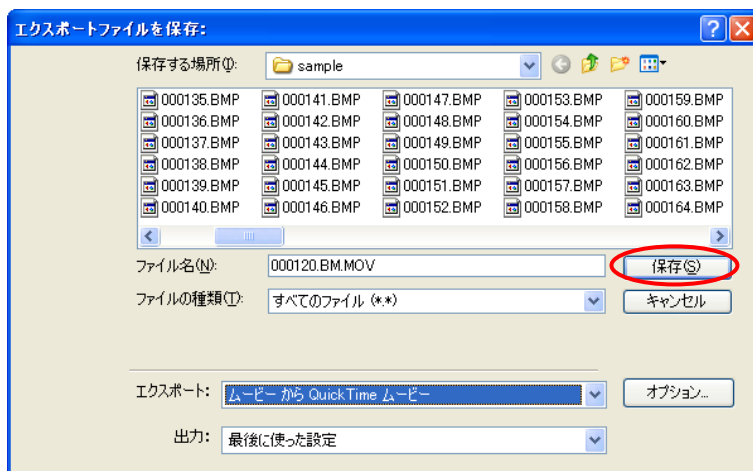 エクスポートファイルを保存:
保存する場所(I): sample
000135.BMP 000141.BMP 000147.BMP 000153.BMP 000159.BMP
000136.BMP 000142.BMP 000148.BMP 000154.BMP 000160.BMP
000137.BMP 000143.BMP 000149.BMP 000155.BMP 000161.BMP
000138.BMP 000144.BMP 000150.BMP 000156.BMP 000162.BMP
000139.BMP 000145.BMP 000151.BMP 000157.BMP 000163.BMP
000140.BMP 000146.BMP 000152.BMP 000158.BMP 000164.BMP
ファイル名(N): 000120.BM.MOV 保存(S)
ファイルの種類(T): すべてのファイル (*.*) キャンセル
エクスポート: ムービー から QuickTime ムービー オプション...
出力: 最後に使った設定